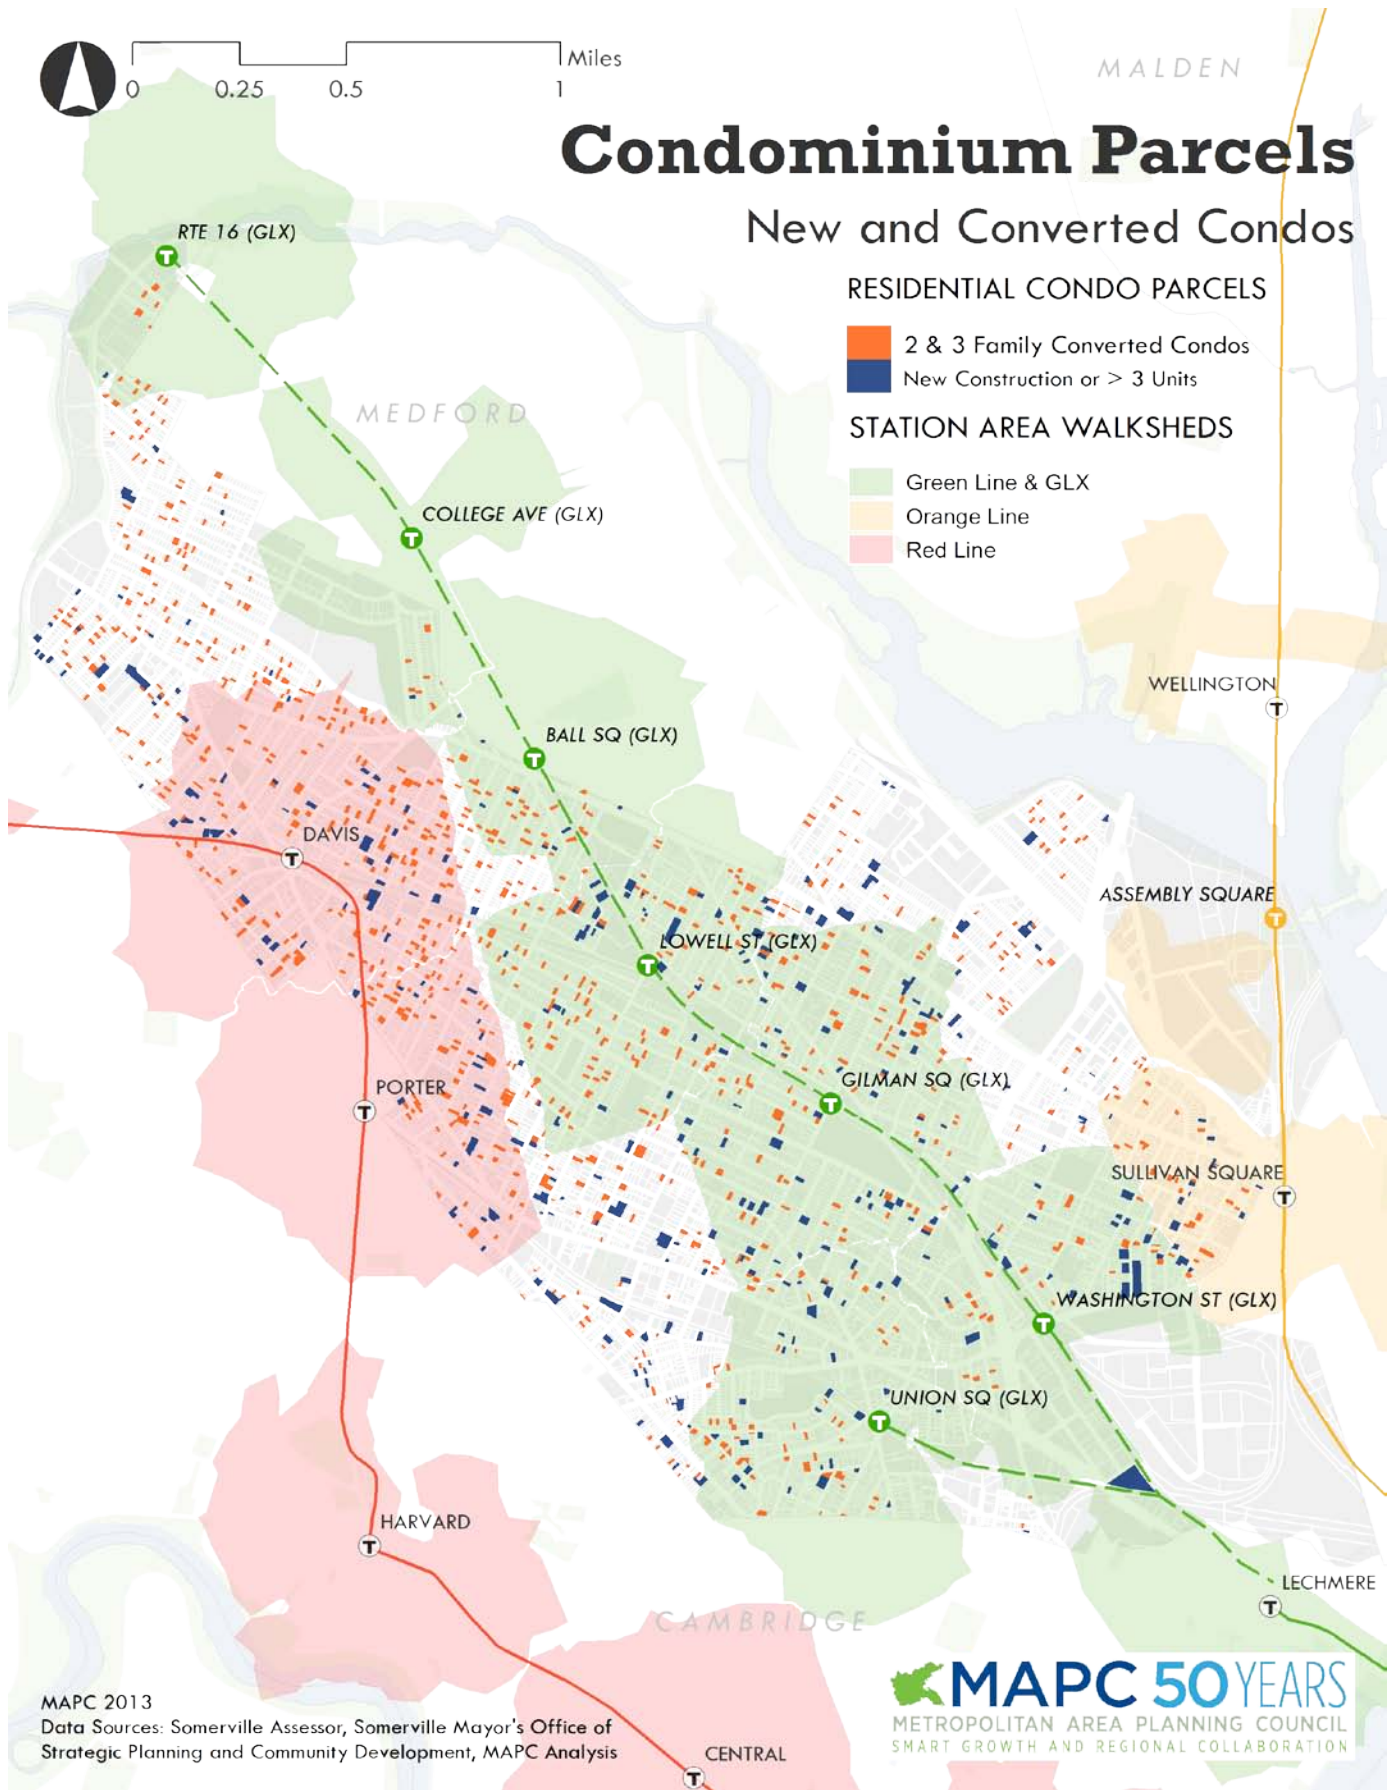 Miles
0 0.25 0.5 1
MALDEN
Condominium Parcels
New and Converted Condos
RTE 16 (GLX)
T
RESIDENTIAL CONDO PARCELS
2 & 3 Family Converted Condos
New Construction or > 3 Units
MEDFORD
STATION AREA WALKSHEDS
Green Line & GLX
Orange Line
Red Line
COLLEGE AVE (GLX)
T
WELLINGTON
T
BALL SQ (GLX)
T
DAVIS
T
ASSEMBLY SQUARE
T
LOWELL ST (GLX)
T
PORTER
T
GILMAN SQ (GLX)
T
SULLIVAN SQUARE
T
WASHINGTON ST (GLX)
T
UNION SQ (GLX)
T
HARVARD
T
LECHMERE
T
CAMBRIDGE
MAPC 50 YEARS
METROPOLITAN AREA PLANNING COUNCIL
SMART GROWTH AND REGIONAL COLLABORATION
MAPC 2013
Data Sources: Somerville Assessor, Somerville Mayor's Office of
Strategic Planning and Community Development, MAPC Analysis
CENTRAL
T